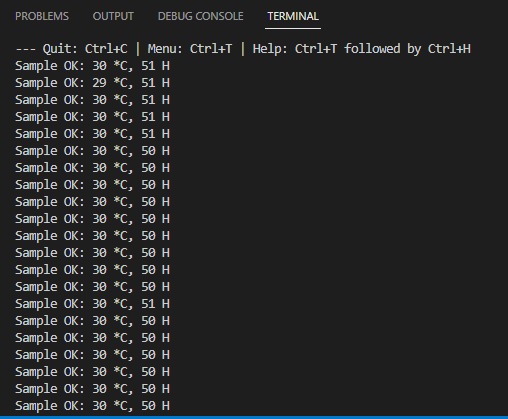 PROBLEMS OUTPUT DEBUG CONSOLE TERMINAL
--- Quit: Ctrl+C | Menu: Ctrl+T | Help: Ctrl+T followed by Ctrl+H
Sample OK: 30 *C, 51 H
Sample OK: 29 *C, 51 H
Sample OK: 30 *C, 51 H
Sample OK: 30 *C, 51 H
Sample OK: 30 *C, 51 H
Sample OK: 30 *C, 50 H
Sample OK: 30 *C, 50 H
Sample OK: 30 *C, 50 H
Sample OK: 30 *C, 50 H
Sample OK: 30 *C, 50 H
Sample OK: 30 *C, 50 H
Sample OK: 30 *C, 50 H
Sample OK: 30 *C, 50 H
Sample OK: 30 *C, 50 H
Sample OK: 30 *C, 51 H
Sample OK: 30 *C, 50 H
Sample OK: 30 *C, 50 H
Sample OK: 30 *C, 50 H
Sample OK: 30 *C, 50 H
Sample OK: 30 *C, 50 H
Sample OK: 30 *C, 50 H